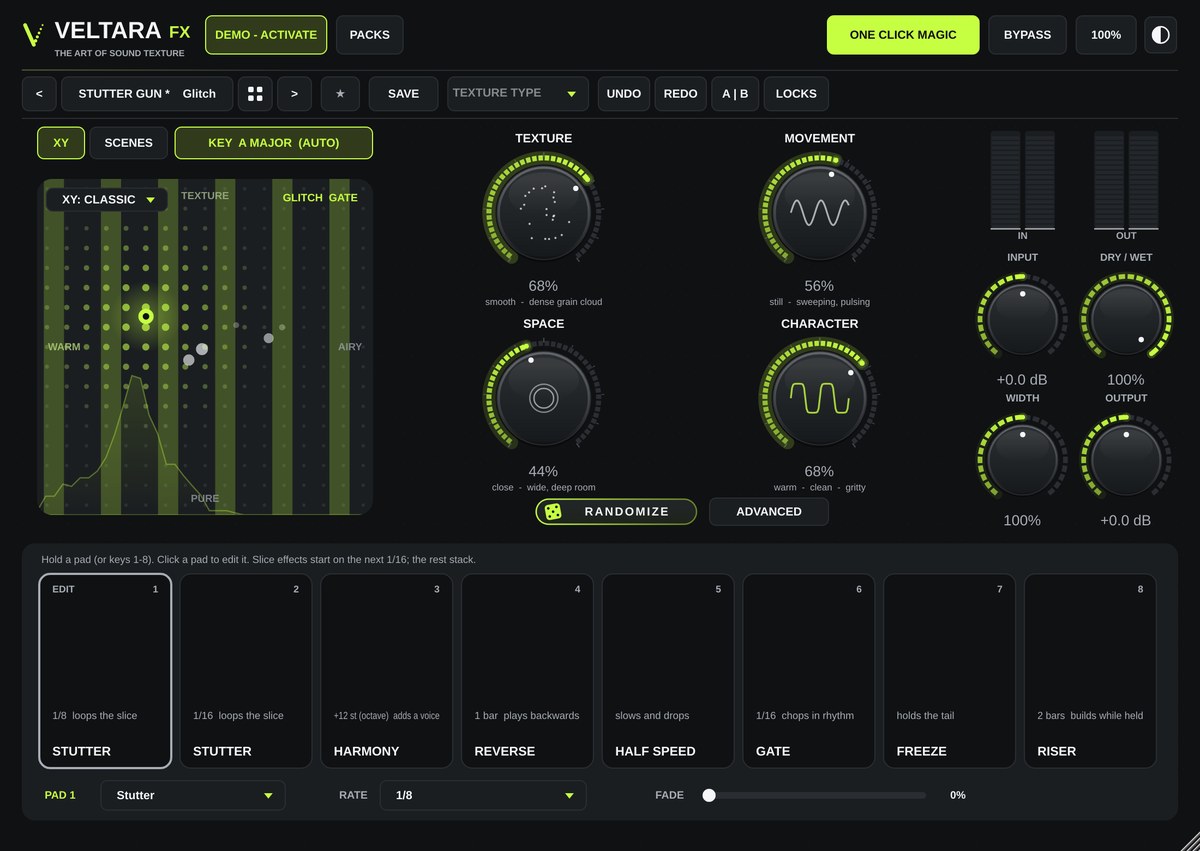 VELTARA FX
THE ART OF SOUND TEXTURE
DEMO - ACTIVATE
PACKS
ONE CLICK MAGIC
BYPASS
100%
<
STUTTER GUN * Glitch
>
★
SAVE
TEXTURE TYPE
UNDO
REDO
A | B
LOCKS
XY
SCENES
KEY A MAJOR (AUTO)
XY: CLASSIC
TEXTURE
GLITCH GATE
WARM
AIRY
PURE
TEXTURE
68%
smooth - dense grain cloud
MOVEMENT
56%
still - sweeping, pulsing
SPACE
44%
close - wide, deep room
CHARACTER
68%
warm - clean - gritty
RANDOMIZE
ADVANCED
IN
OUT
INPUT
DRY / WET
+0.0 dB
100%
WIDTH
OUTPUT
100%
+0.0 dB
Hold a pad (or keys 1-8). Click a pad to edit it. Slice effects start on the next 1/16; the rest stack.
EDIT 1
1/8 loops the slice
STUTTER
2
1/16 loops the slice
STUTTER
3
+12 st (octave) adds a voice
HARMONY
4
1 bar plays backwards
REVERSE
5
slows and drops
HALF SPEED
6
1/16 chops in rhythm
GATE
7
holds the tail
FREEZE
8
2 bars builds while held
RISER
PAD 1
Stutter
RATE
1/8
FADE
0%